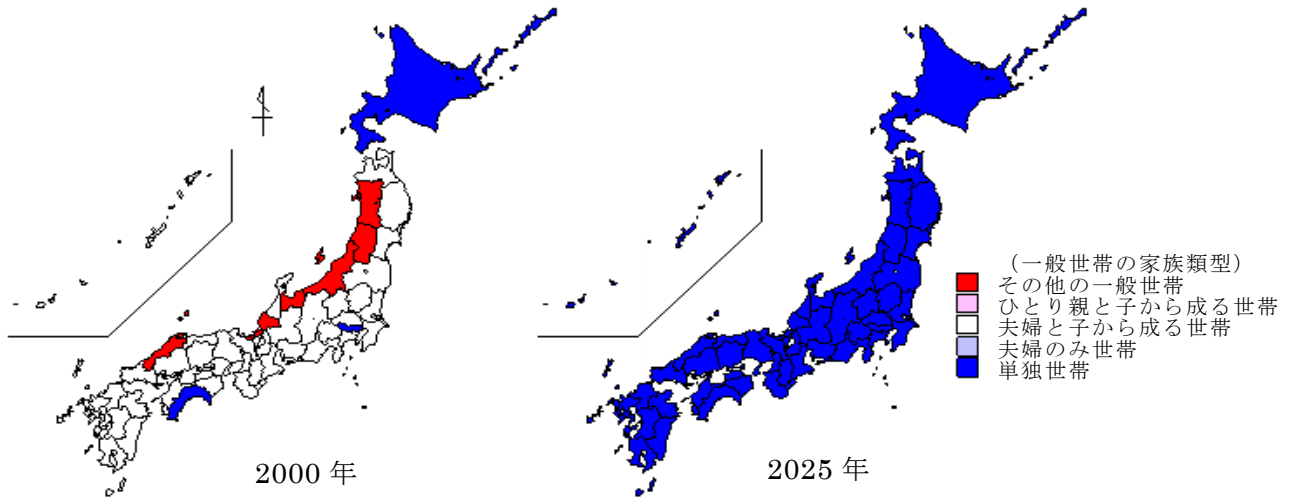 （一般世帯の家族類型）
その他の一般世帯
ひとり親と子から成る世帯
夫婦と子から成る世帯
夫婦のみ世帯
単独世帯
2000 年
2025 年